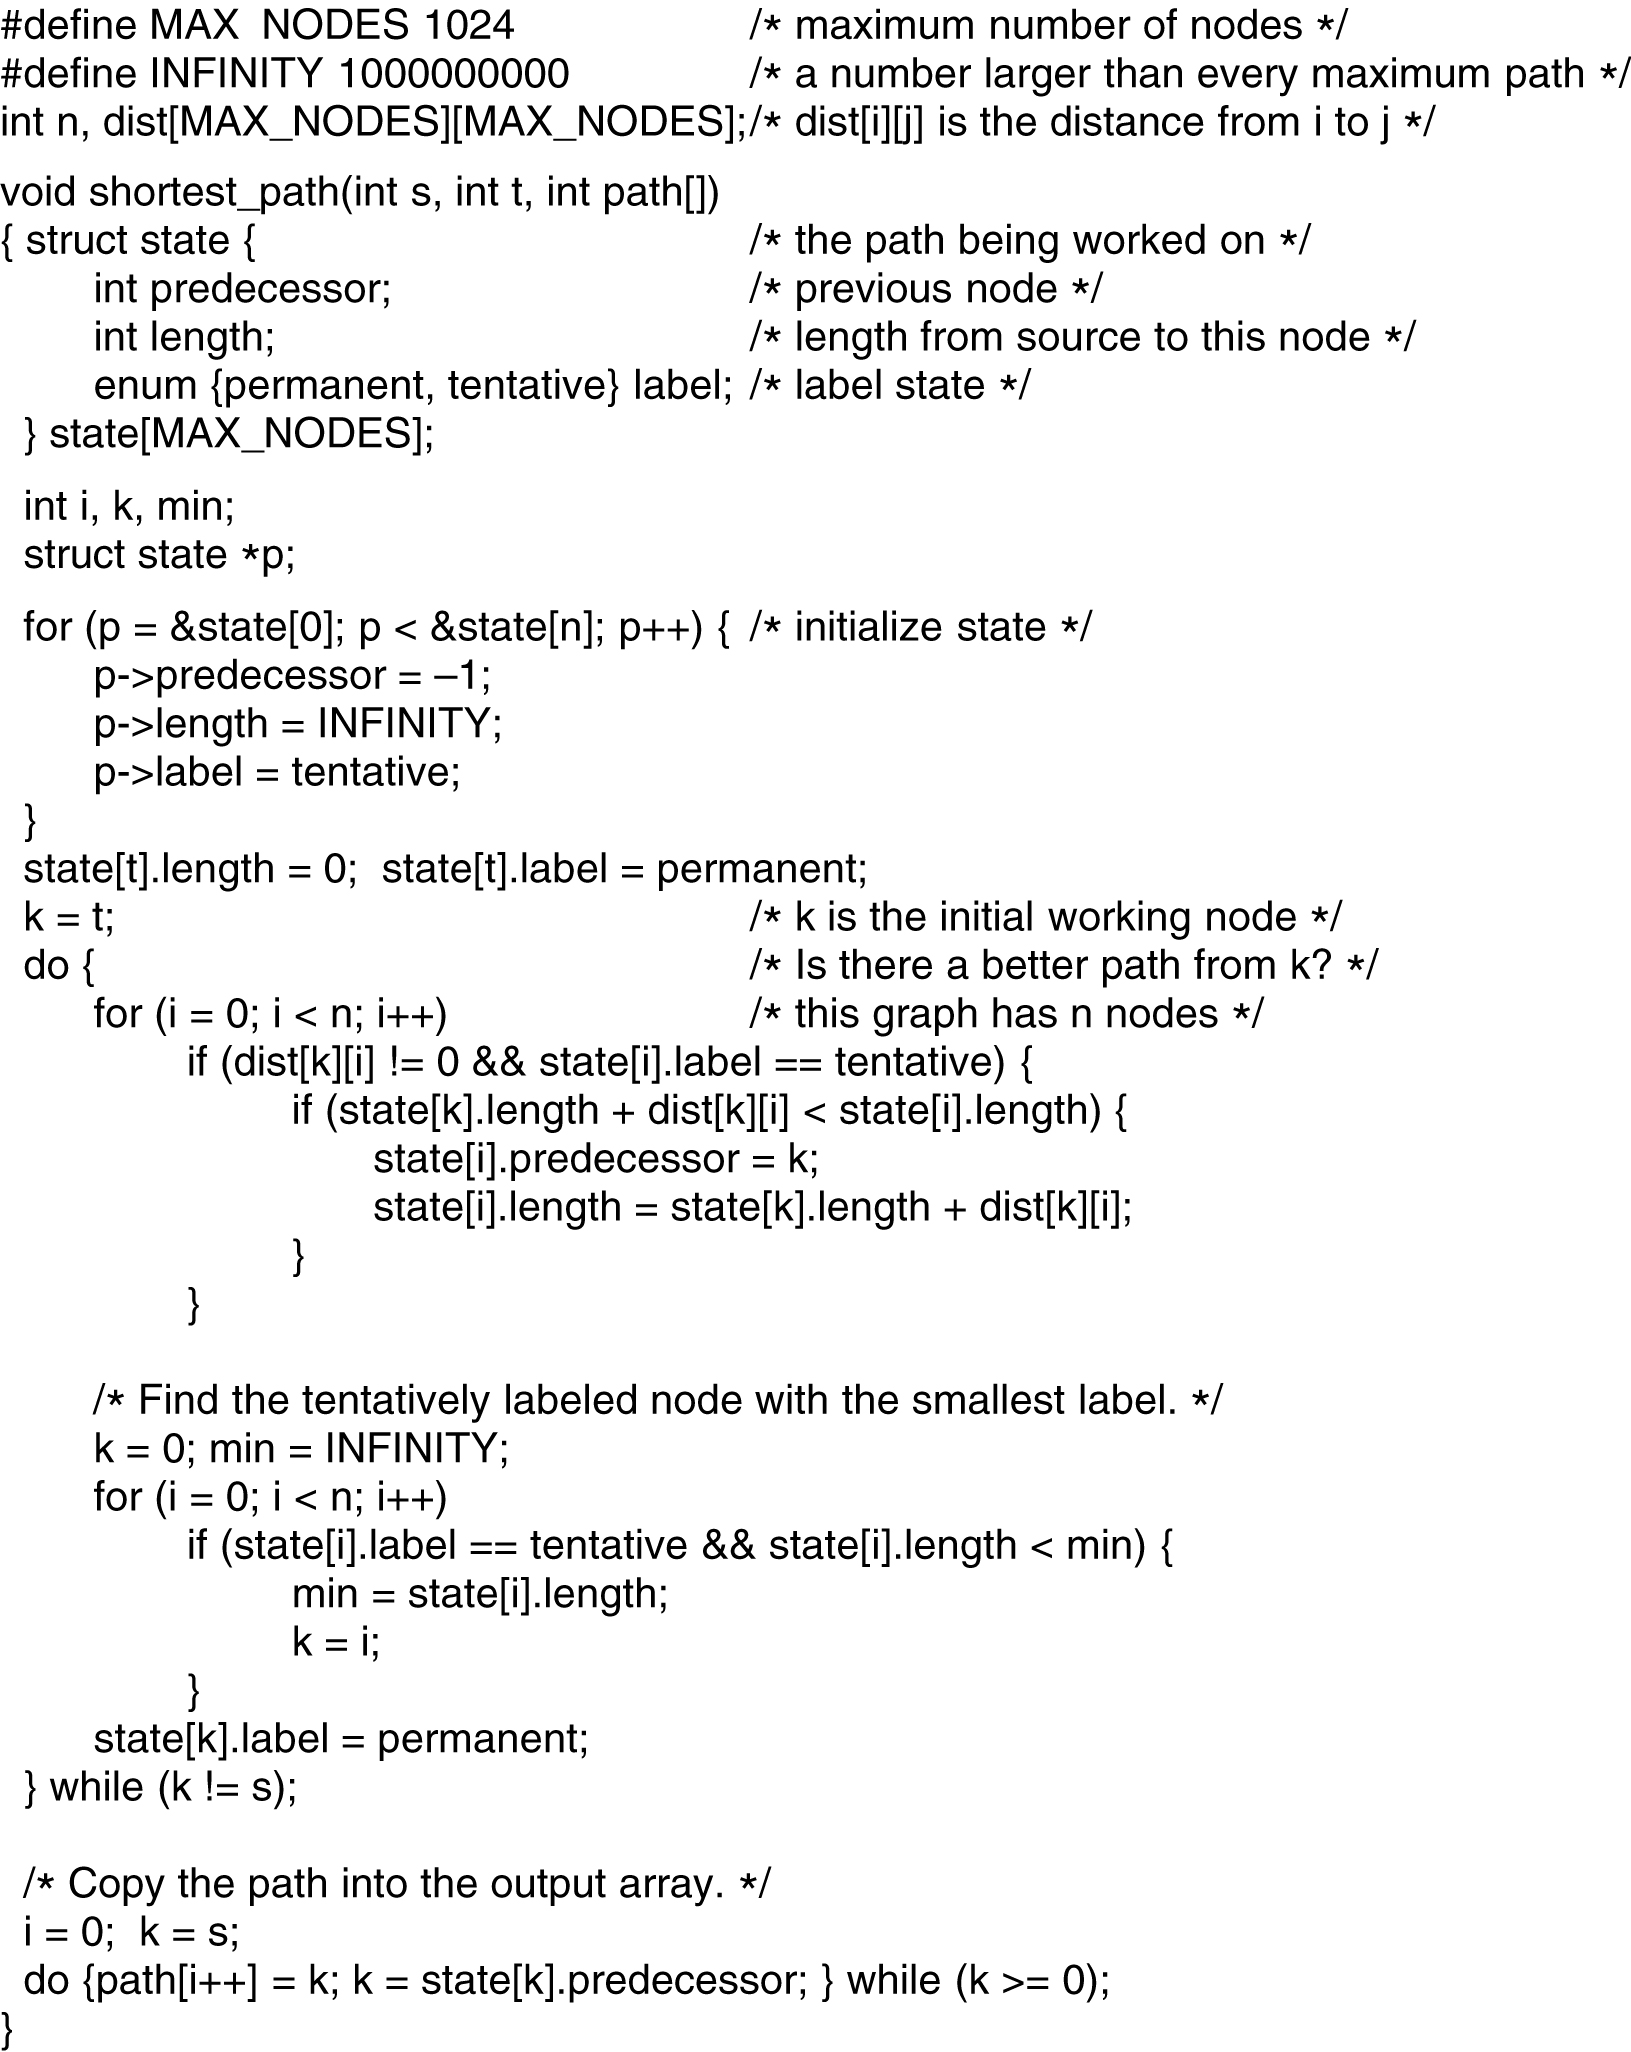 #define MAX NODES 1024 /* maximum number of nodes */
#define INFINITY 1000000000 /* a number larger than every maximum path */
int n, dist[MAX_NODES][MAX_NODES];/* dist[i][j] is the distance from i to j */
void shortest_path(int s, int t, int path[])
{ struct state { /* the path being worked on */
int predecessor; /* previous node */
int length; /* length from source to this node */
enum {permanent, tentative} label; /* label state */
} state[MAX_NODES];
int i, k, min;
struct state *p;
for (p = &state[0]; p < &state[n]; p++) { /* initialize state */
p->predecessor = –1;
p->length = INFINITY;
p->label = tentative;
}
state[t].length = 0; state[t].label = permanent;
k = t; /* k is the initial working node */
do { /* Is there a better path from k? */
for (i = 0; i < n; i++) /* this graph has n nodes */
if (dist[k][i] != 0 && state[i].label == tentative) {
if (state[k].length + dist[k][i] < state[i].length) {
state[i].predecessor = k;
state[i].length = state[k].length + dist[k][i];
}
}
/* Find the tentatively labeled node with the smallest label. */
k = 0; min = INFINITY;
for (i = 0; i < n; i++)
if (state[i].label == tentative && state[i].length < min) {
min = state[i].length;
k = i;
}
state[k].label = permanent;
} while (k != s);
/* Copy the path into the output array. */
i = 0; k = s;
do {path[i++] = k; k = state[k].predecessor; } while (k >= 0);
}